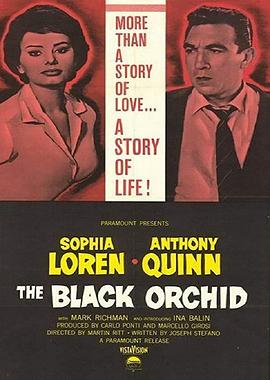 MORE
THAN A
STORY OF
LOVE...
A
STORY OF
LIFE!
PARAMOUNT PRESENTS
SOPHIA ANTHONY
LOREN • QUINN
THE BLACK ORCHID
WITH MARK RICHMAN AND INTRODUCING INA BALIN
PRODUCED BY CARLO PONTI AND MARCELLO GIROSI
DIRECTED BY MARTIN RITT • WRITTEN BY JOSEPH STEFANO
A PARAMOUNT RELEASE
VISTAVISION